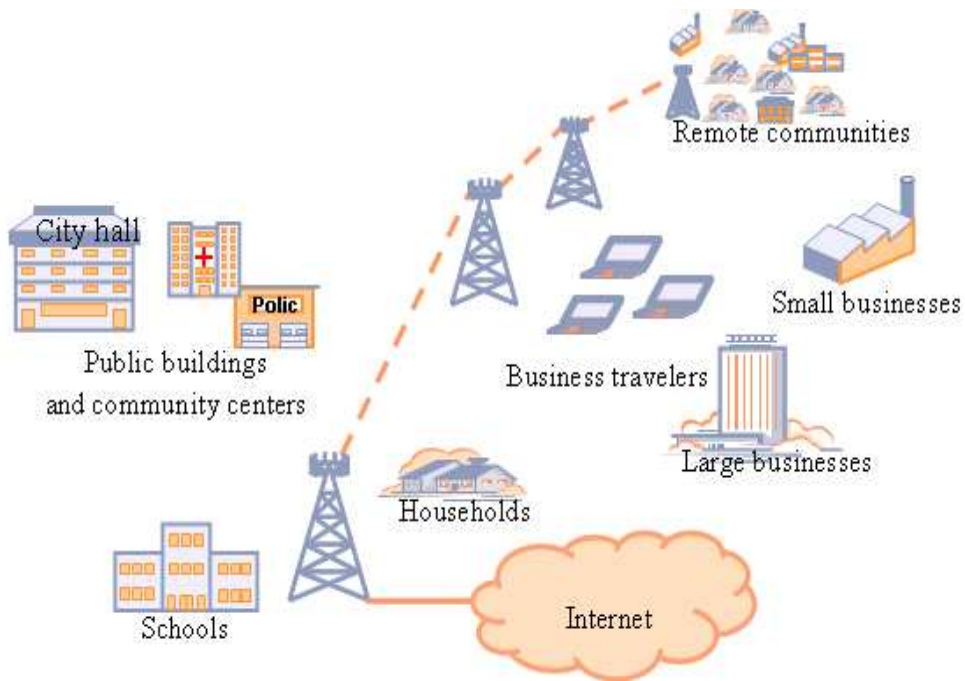 Remote communities
City hall
Polic
Small businesses
Public buildings
and community centers
Business travelers
Large businesses
Households
Schools
Internet